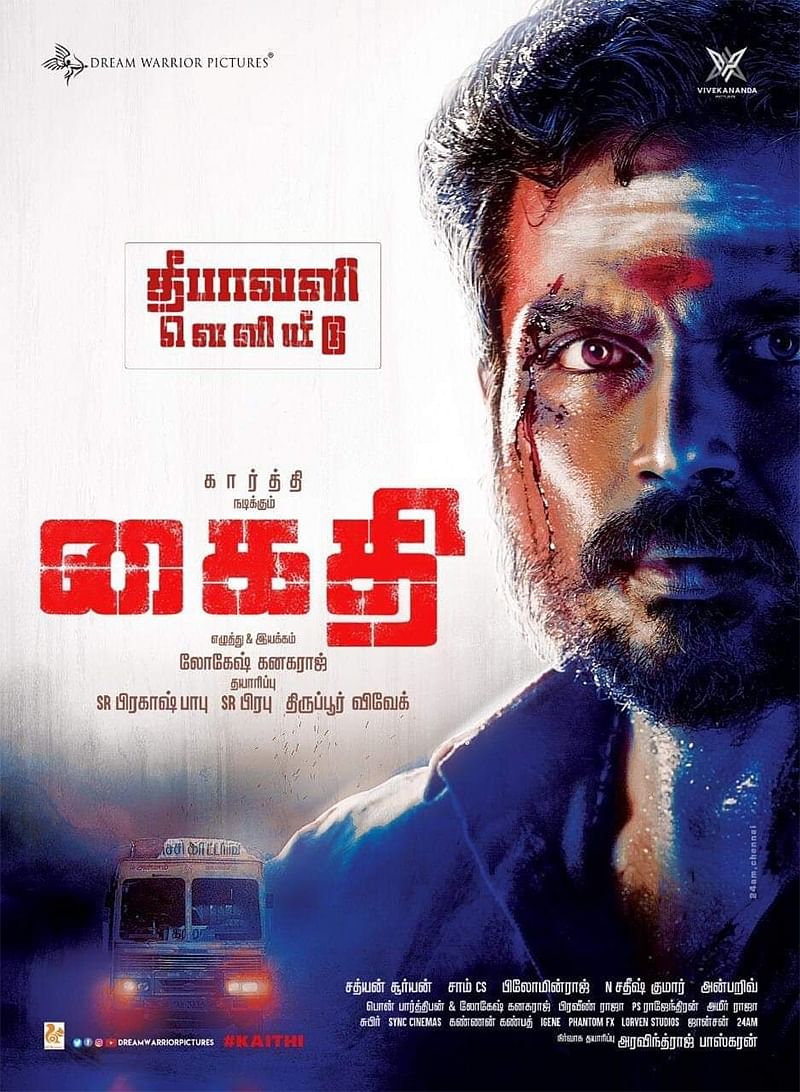 DREAM WARRIOR PICTURES®
VIVEKANANDA
தீபாவளி
வெளியீடு
கார்த்தி
நடிக்கும்
கைதி
எழுத்து & இயக்கம்
லோகேஷ் கனகராஜ்
தயாரிப்பு
SR பிரகாஷ் பாபு SR பிரபு திருப்பூர் விவேக்
24am.chennai
சத்யன் சூர்யன் சாம் CS பிலோமின்ராஜ் N சதீஷ் குமார் அன்பறிவ்
பொன் பார்த்திபன் & லோகேஷ் கனகராஜ் பிரவீண் ராஜா PS ராஜேந்திரன் அமீர் ராஜா
சுபிர் SYNC CINEMAS கண்ணன் கண்பத் IGENE PHANTOM FX LORVEN STUDIOS ஜான்சன் 24AM
நிர்வாக தயாரிப்பு அரவிந்த்ராஜ் பாஸ்கரன்
DREAMWARRIORPICTURES #KAITHI